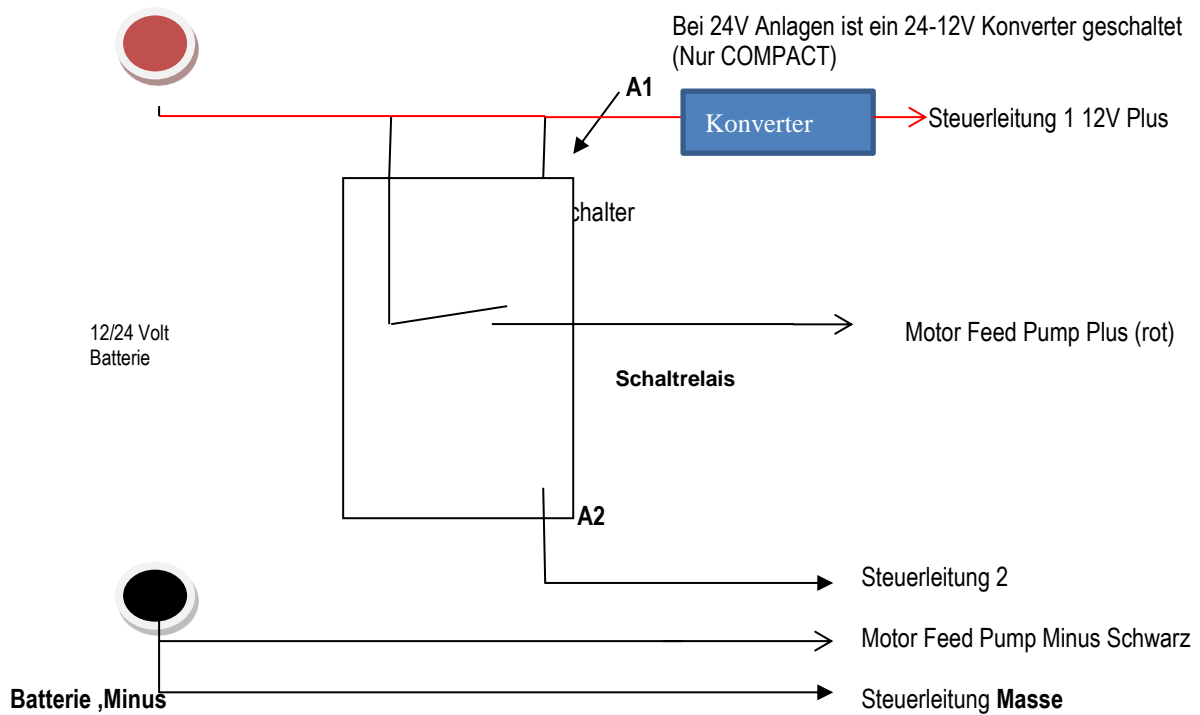 Bei 24V Anlagen ist ein 24-12V Konverter geschaltet
(Nur COMPACT)
A1
Konverter
Steuerleitung 1 12V Plus
12/24 Volt
Batterie
Motor Feed Pump Plus (rot)
Schaltrelais
A2
Steuerleitung 2
Motor Feed Pump Minus Schwarz
Batterie ,Minus
Steuerleitung Masse